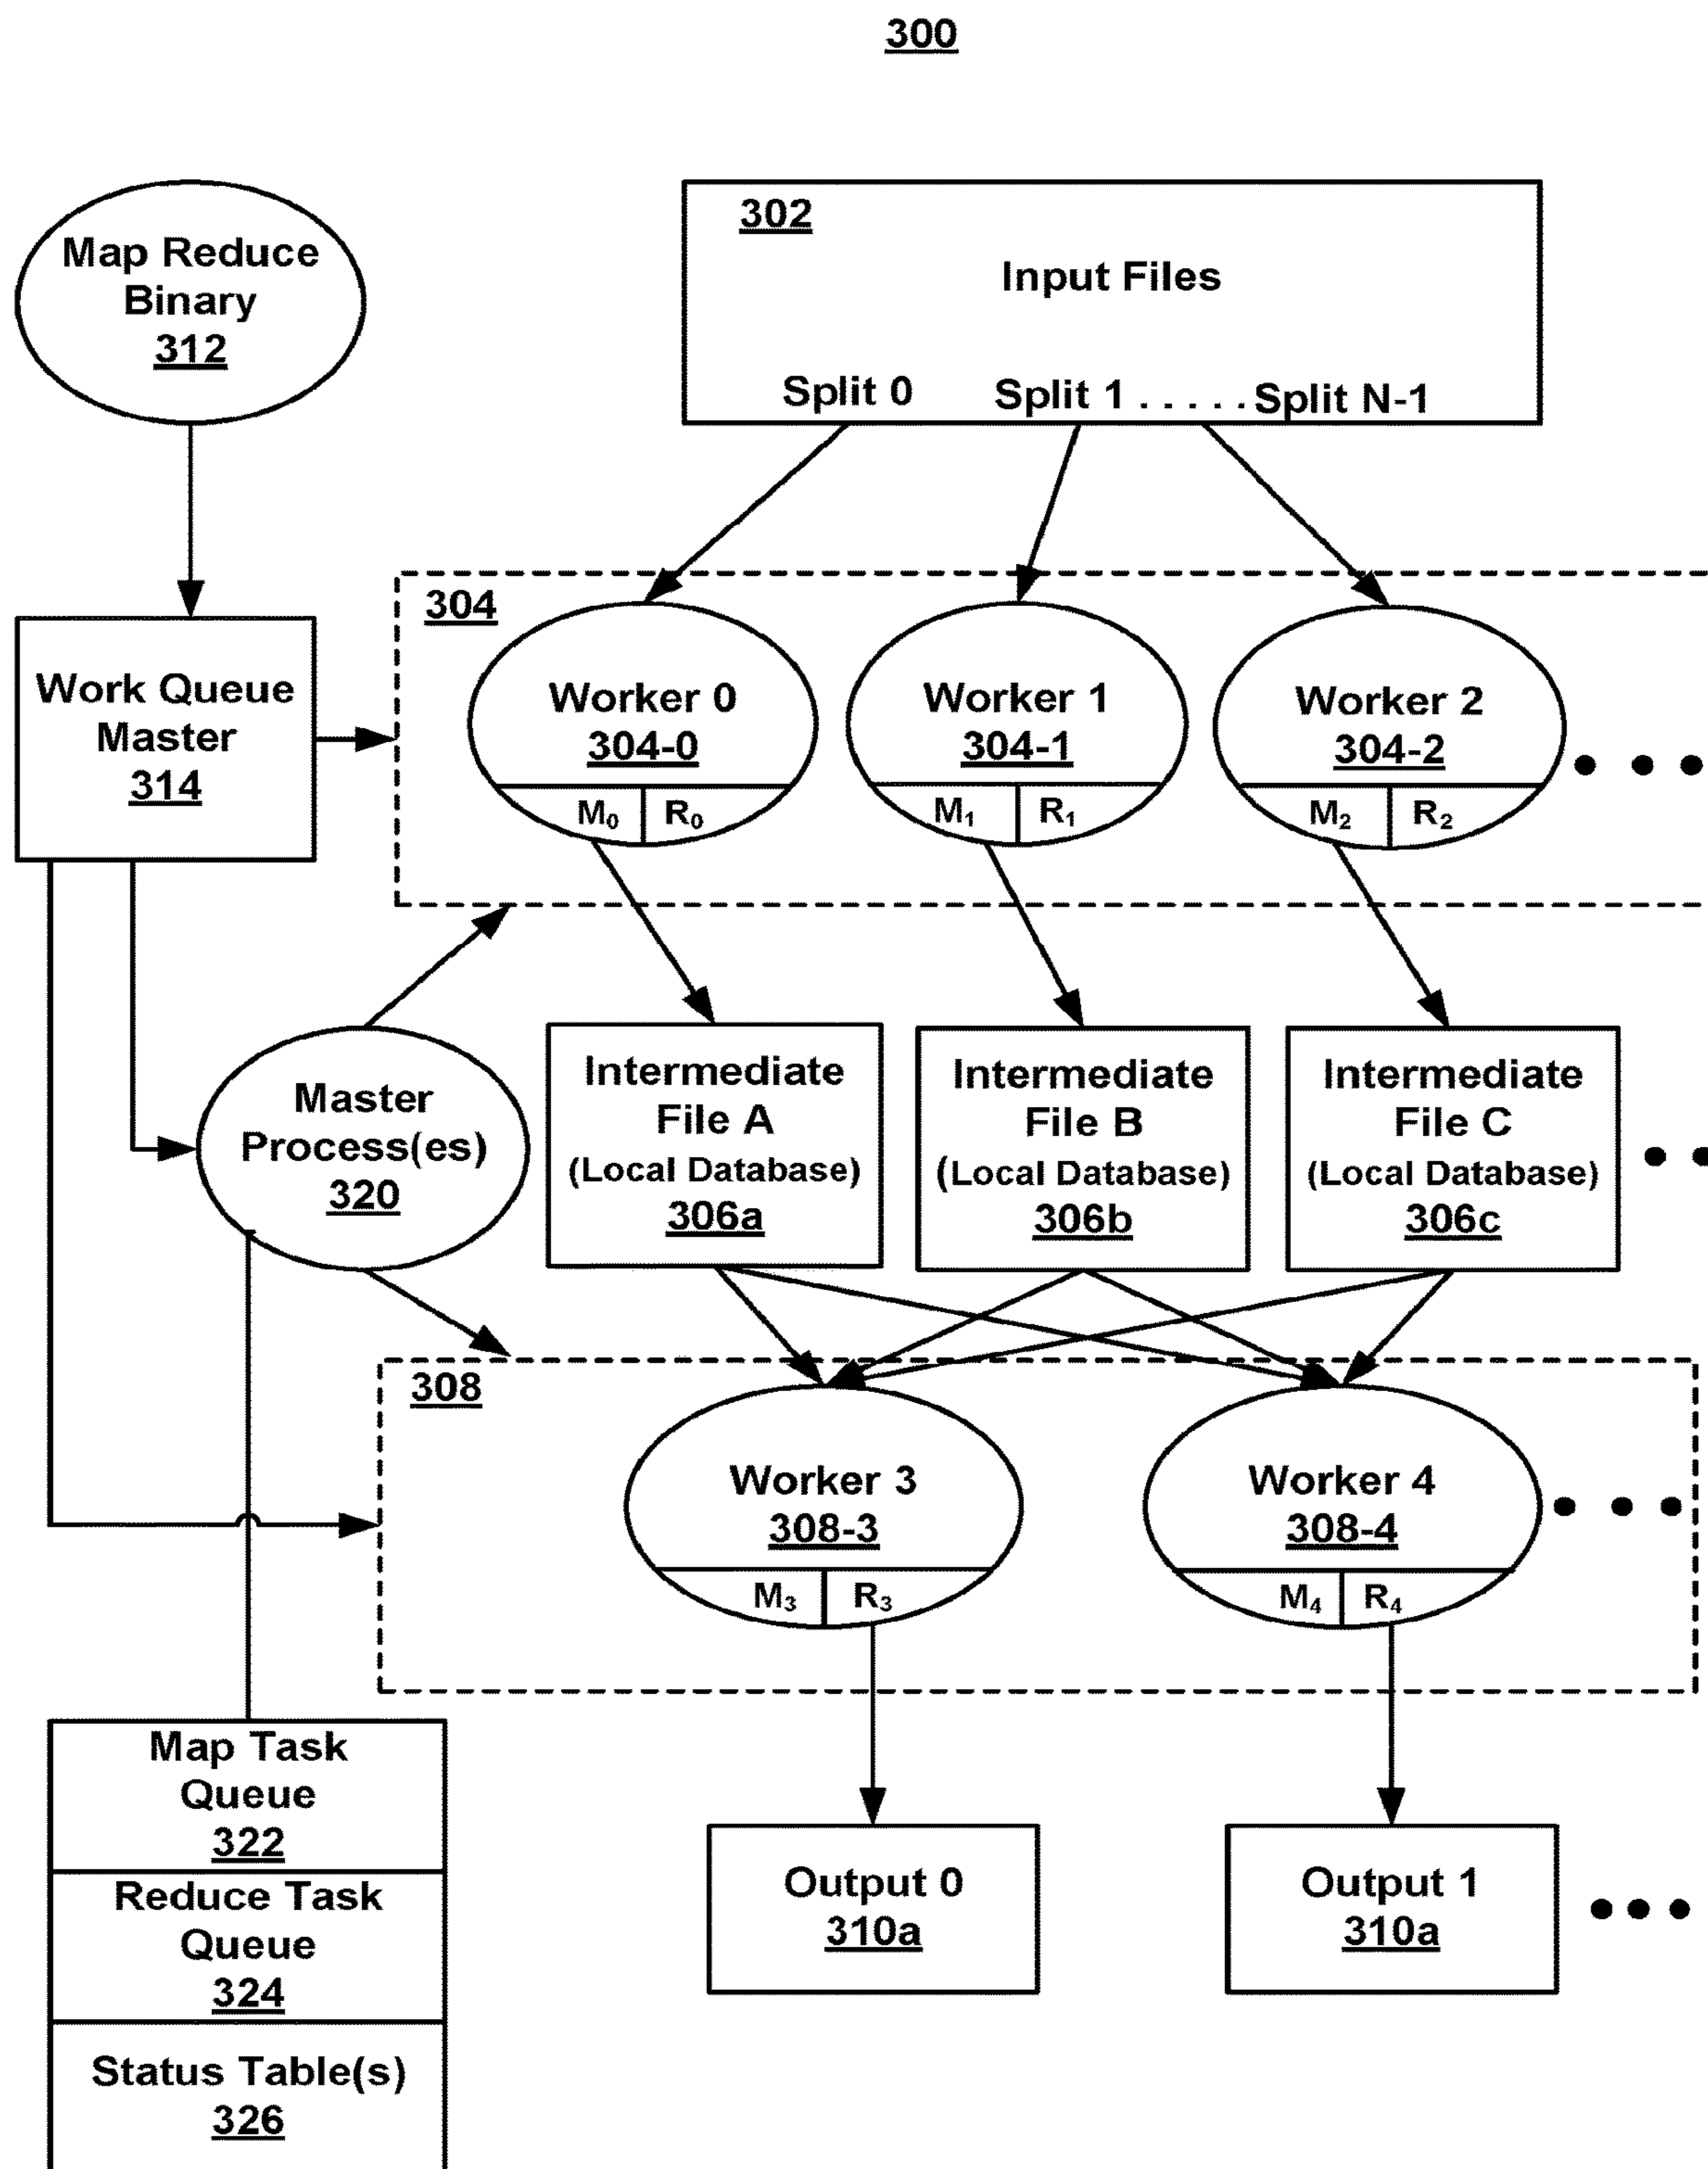 300
Map Reduce
Binary
312
302
Input Files
Split 0 Split 1 . . . . . Split N-1
304
Work Queue
Master
314
Worker 0
304-0
M₀ R₀
Worker 1
304-1
M₁ R₁
Worker 2
304-2
M₂ R₂
Master
Process(es)
320
Intermediate
File A
(Local Database)
306a
Intermediate
File B
(Local Database)
306b
Intermediate
File C
(Local Database)
306c
308
Worker 3
308-3
M₃ R₃
Worker 4
308-4
M₄ R₄
Map Task
Queue
322
Reduce Task
Queue
324
Status Table(s)
326
Output 0
310a
Output 1
310a